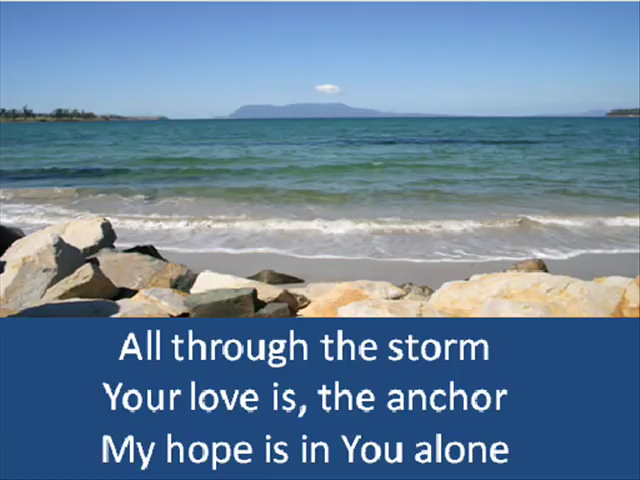 All through the storm
Your love is, the anchor
My hope is in You alone